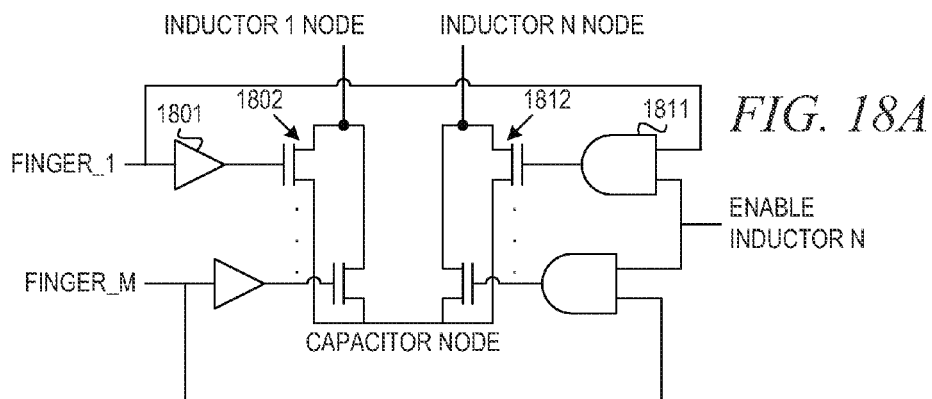 INDUCTOR 1 NODE
INDUCTOR N NODE
1801
1802
1812
1811
FIG. 18A
FINGER_1
ENABLE
INDUCTOR N
FINGER_M
CAPACITOR NODE